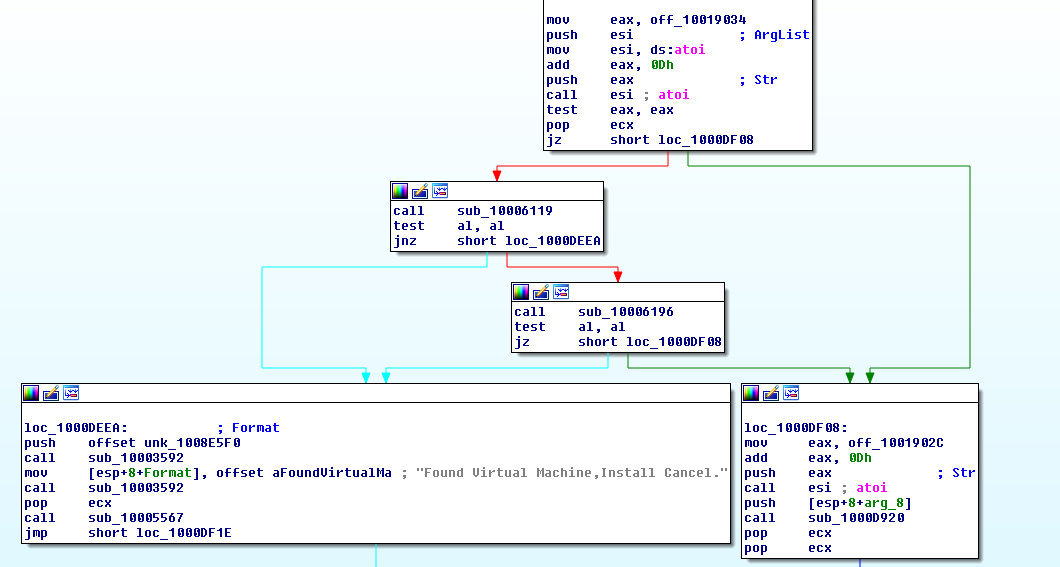 mov eax, off_10019034
push esi ; ArgList
mov esi, ds:atoi
add eax, 0Dh
push eax ; Str
call esi ; atoi
test eax, eax
pop ecx
jz short loc_1000DF08
call sub_10006119
test al, al
jnz short loc_1000DEEA
call sub_10006196
test al, al
jz short loc_1000DF08
loc_1000DEEA: ; Format
push offset unk_1008E5F0
call sub_10003592
mov [esp+8+Format], offset aFoundVirtualMa ; "Found Virtual Machine,Install Cancel."
call sub_10003592
pop ecx
call sub_10005567
jmp short loc_1000DF1E
loc_1000DF08:
mov eax, off_1001902C
add eax, 0Dh
push eax ; Str
call esi ; atoi
push [esp+8+arg_8]
call sub_1000D920
pop ecx
pop ecx